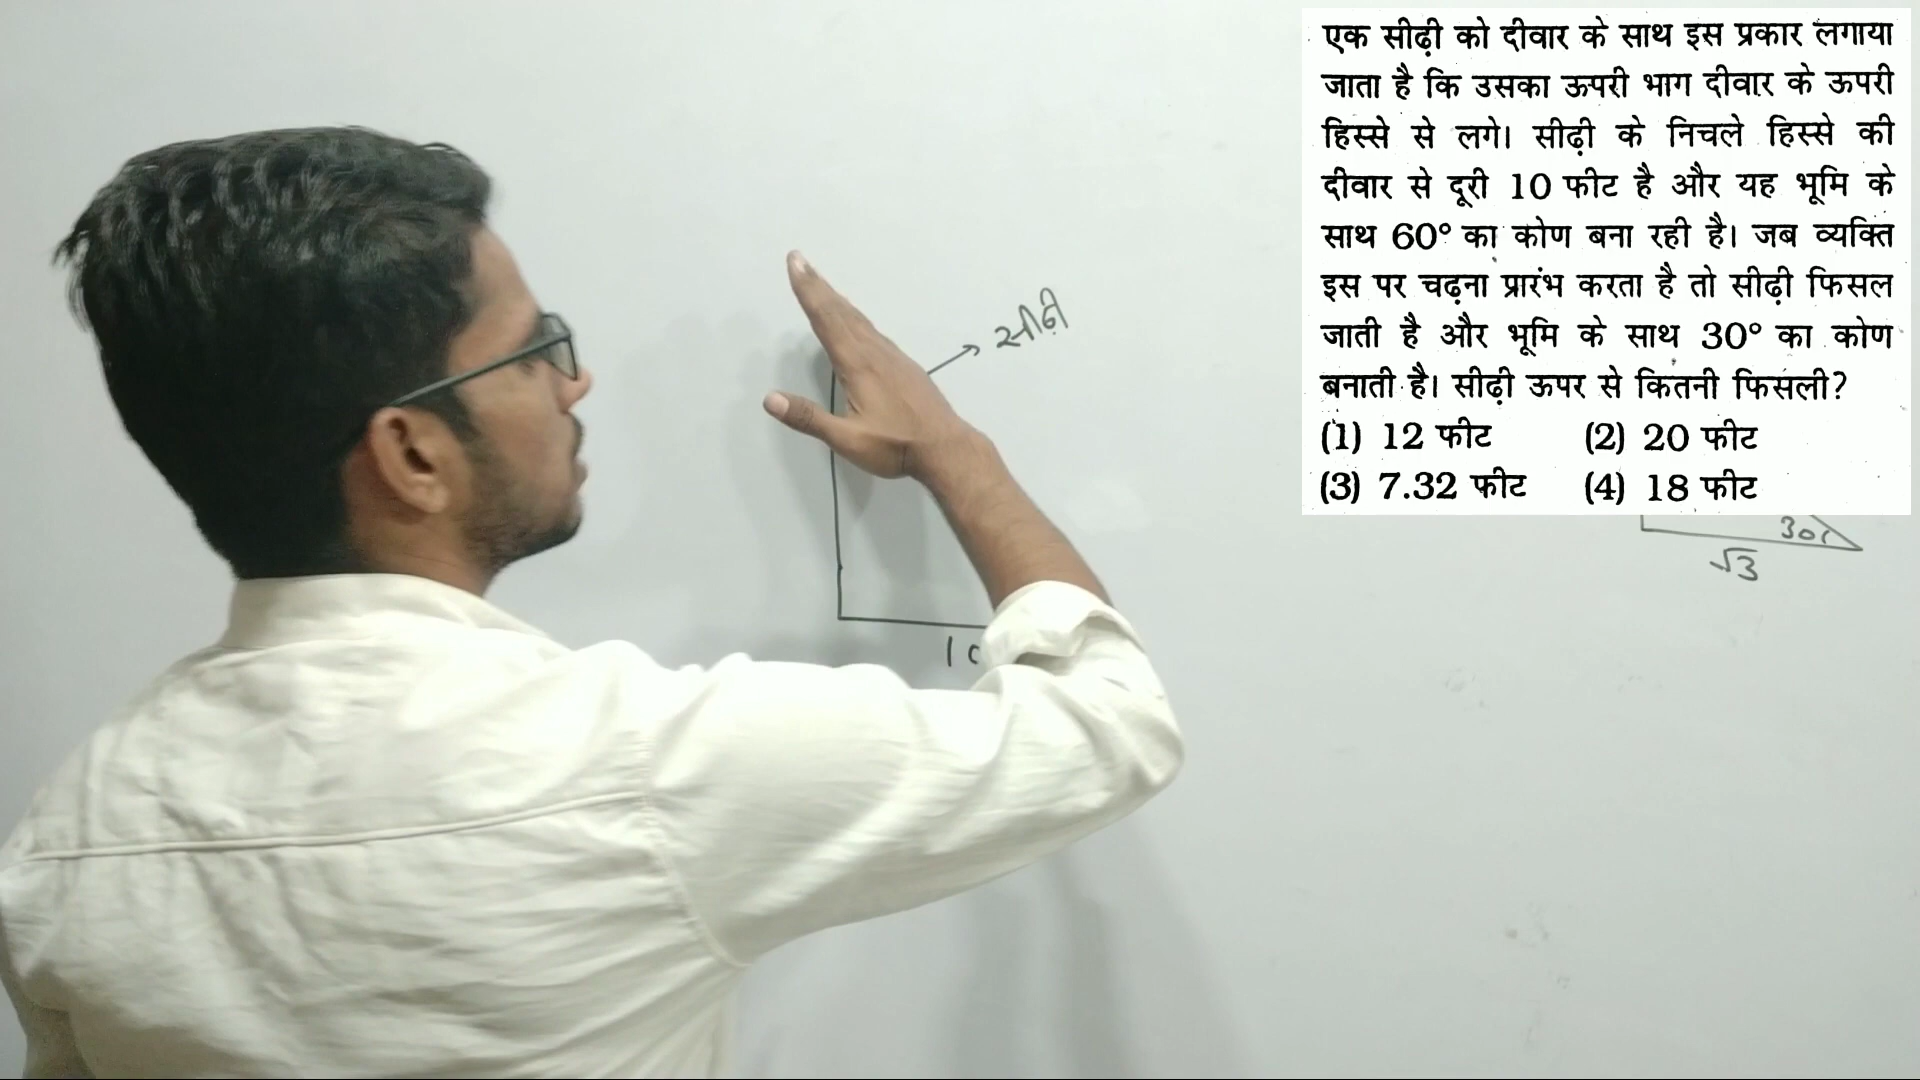 एक सीढ़ी को दीवार के साथ इस प्रकार लगाया
जाता है कि उसका ऊपरी भाग दीवार के ऊपरी
हिस्से से लगे। सीढ़ी के निचले हिस्से की
दीवार से दूरी 10 फीट है और यह भूमि के
साथ 60° का कोण बना रही है। जब व्यक्ति
इस पर चढ़ना प्रारंभ करता है तो सीढ़ी फिसल
जाती है और भूमि के साथ 30° का कोण
बनाती है। सीढ़ी ऊपर से कितनी फिसली?
(1) 12 फीट (2) 20 फीट
(3) 7.32 फीट (4) 18 फीट
सीढ़ी
30
√3